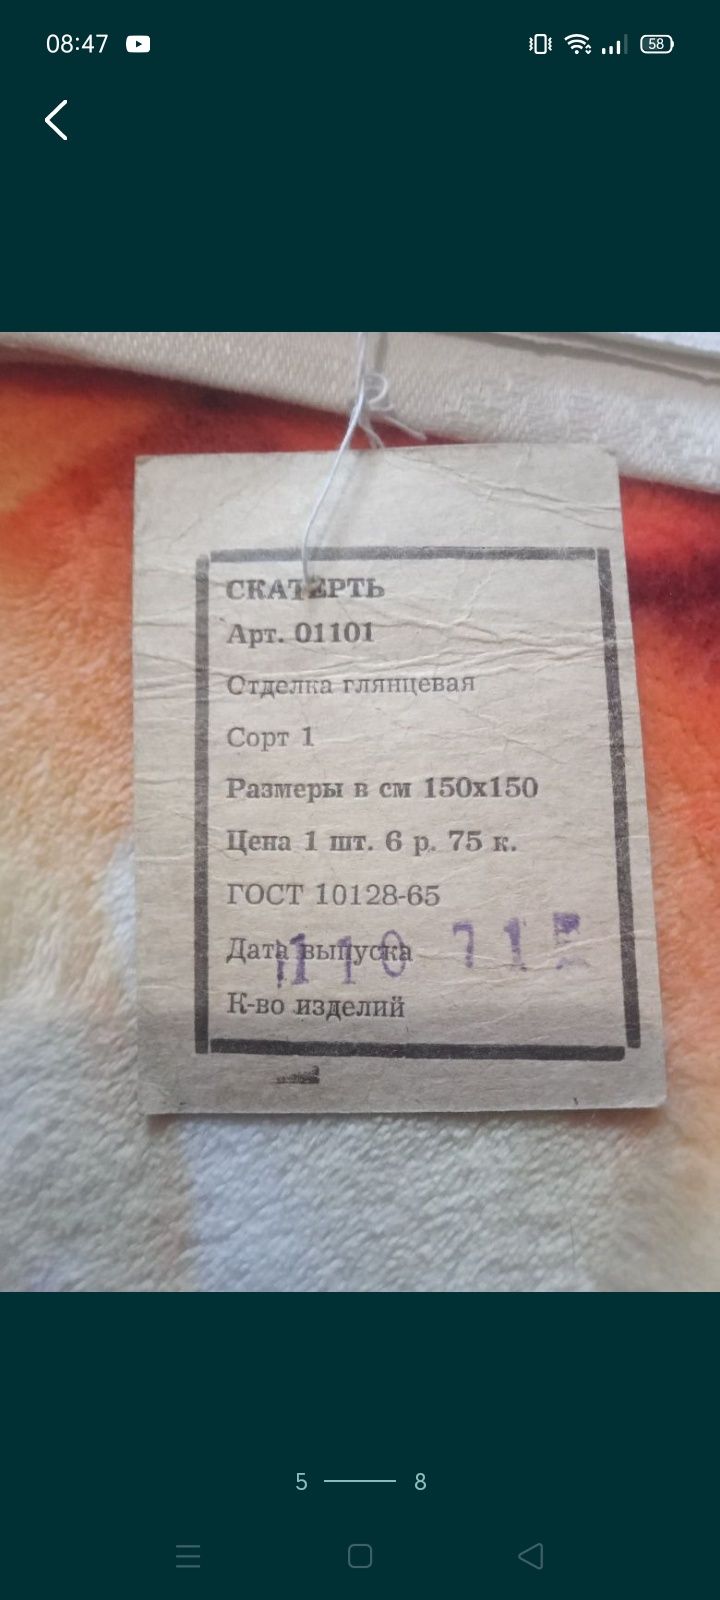 08:47
58
СКАТЕРТЬ
Арт. 01101
Отделка глянцевая
Сорт 1
Размеры в см 150х150
Цена 1 шт. 6 р. 75 к.
ГОСТ 10128-65
Дата выпуска
К-во изделий
5 8